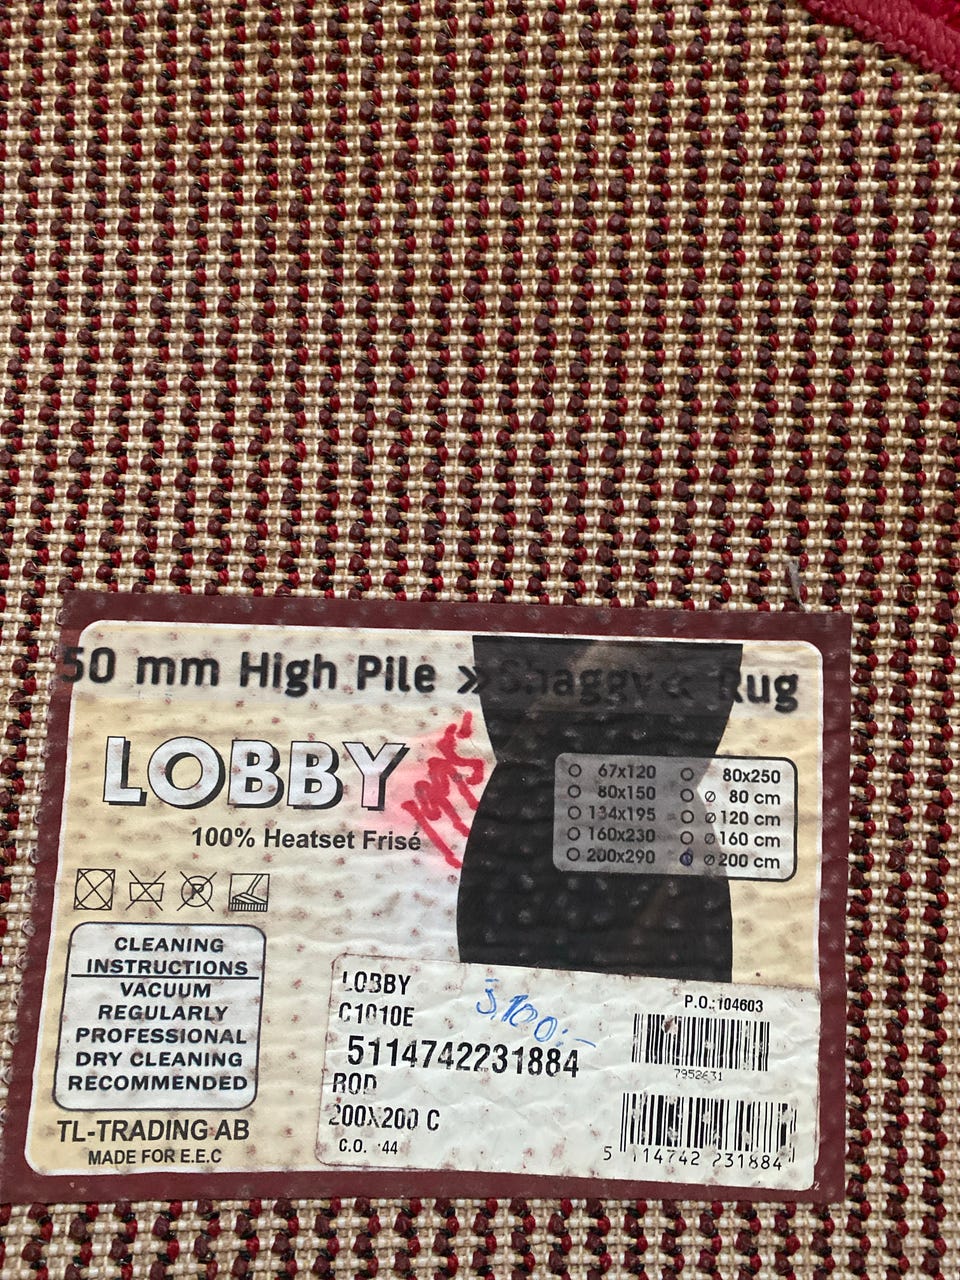 50 mm High Pile » Shaggy « Rug
LOBBY
100% Heatset Frisé
67x120
80x150
134x195
160x230
200x290
80x250
⌀ 80 cm
⌀ 120 cm
⌀ 160 cm
⌀ 200 cm
P
CLEANING
INSTRUCTIONS
VACUUM
REGULARLY
PROFESSIONAL
DRY CLEANING
RECOMMENDED
TL-TRADING AB
MADE FOR E.E.C
LOBBY
C1010E
5114742231884
ROD
200X200 C
C.O. 44
P.O.:104603
7952631
5 114742 231884